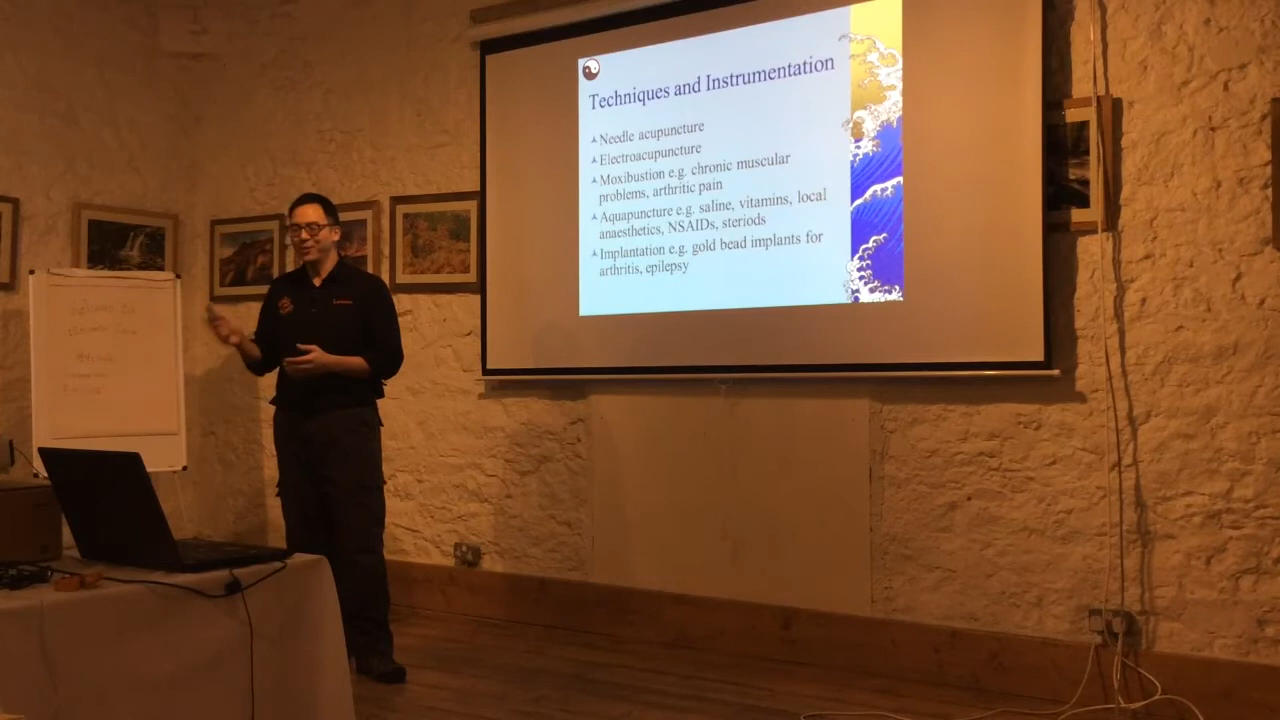 Techniques and Instrumentation
Needle acupuncture
Electroacupuncture
Moxibustion e.g. chronic muscular
problems, arthritic pain
Aquapuncture e.g. saline, vitamins, local
anaesthetics, NSAIDs, steriods
Implantation e.g. gold bead implants for
arthritis, epilepsy